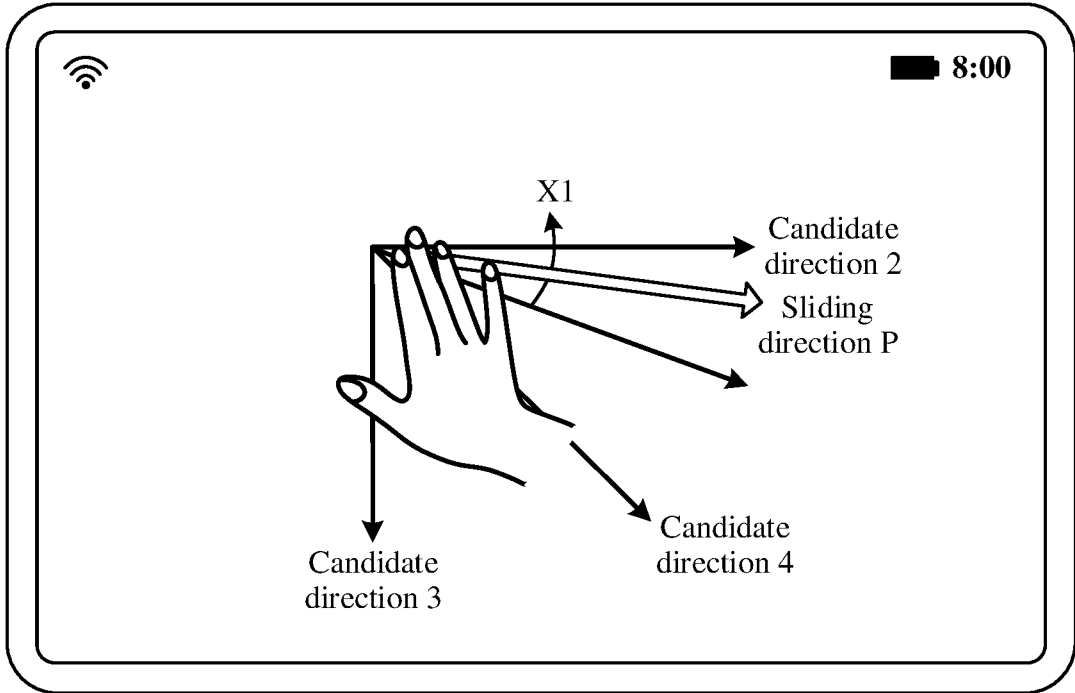 8:00
X1
Candidate
direction 2
Sliding
direction P
Candidate
direction 4
Candidate
direction 3